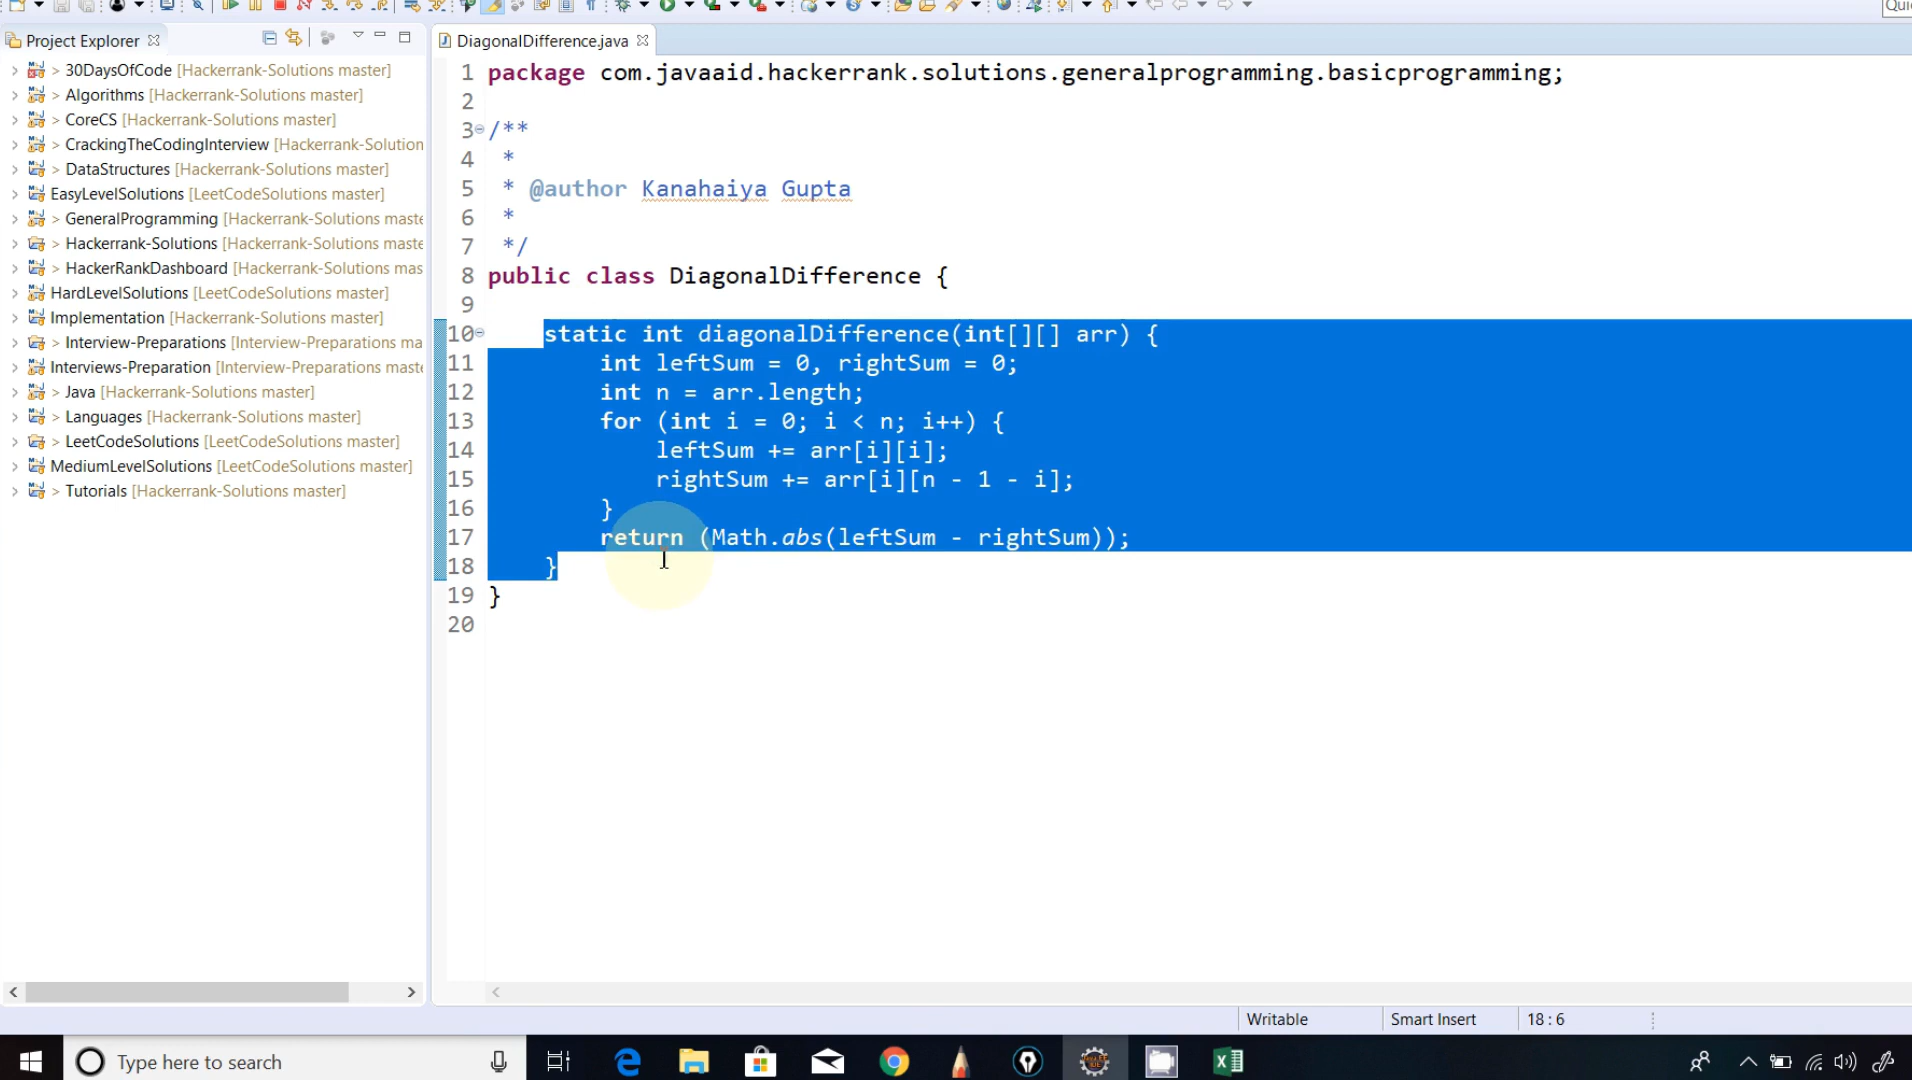 Quic
Project Explorer
DiagonalDifference.java
> 30DaysOfCode [Hackerrank-Solutions master]
> Algorithms [Hackerrank-Solutions master]
> CoreCS [Hackerrank-Solutions master]
> CrackingTheCodingInterview [Hackerrank-Solution
> DataStructures [Hackerrank-Solutions master]
EasyLevelSolutions [LeetCodeSolutions master]
> GeneralProgramming [Hackerrank-Solutions maste
> Hackerrank-Solutions [Hackerrank-Solutions maste
> HackerRankDashboard [Hackerrank-Solutions mas
HardLevelSolutions [LeetCodeSolutions master]
Implementation [Hackerrank-Solutions master]
> Interview-Preparations [Interview-Preparations ma
Interviews-Preparation [Interview-Preparations maste
> Java [Hackerrank-Solutions master]
> Languages [Hackerrank-Solutions master]
> LeetCodeSolutions [LeetCodeSolutions master]
MediumLevelSolutions [LeetCodeSolutions master]
> Tutorials [Hackerrank-Solutions master]
1 package com.javaaid.hackerrank.solutions.generalprogramming.basicprogramming;
2
3 /**
4 *
5 * @author Kanahaiya Gupta
6 *
7 */
8 public class DiagonalDifference {
9
10 static int diagonalDifference(int[][] arr) {
11 int leftSum = 0, rightSum = 0;
12 int n = arr.length;
13 for (int i = 0; i < n; i++) {
14 leftSum += arr[i][i];
15 rightSum += arr[i][n - 1 - i];
16 }
17 return (Math.abs(leftSum - rightSum));
18 }
19 }
20
Writable
Smart Insert
18 : 6
Type here to search